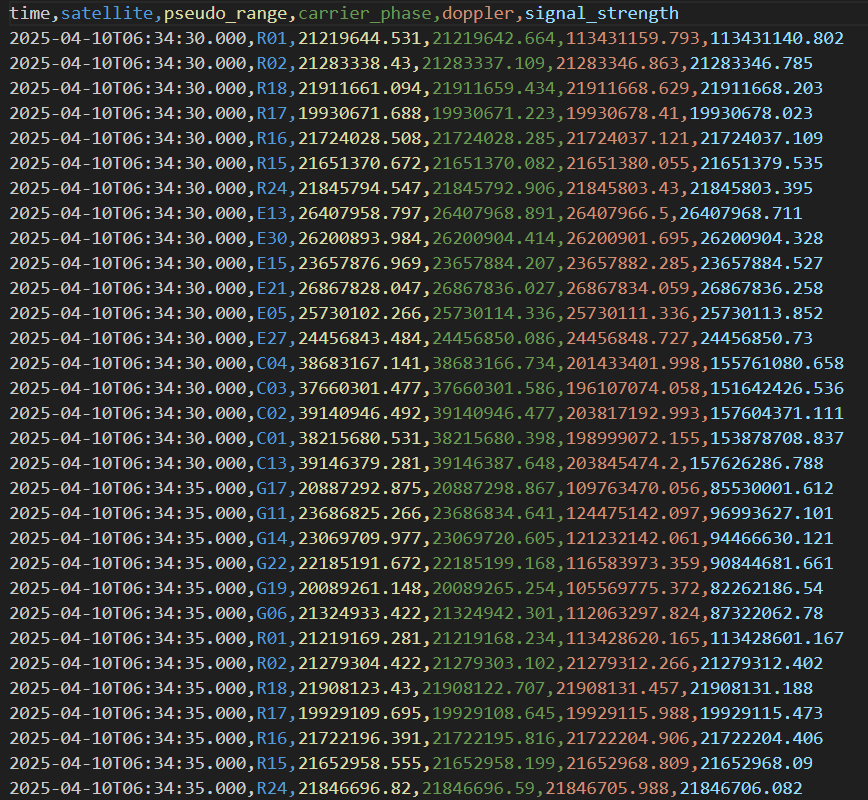 time,satellite,pseudo_range,carrier_phase,doppler,signal_strength
2025-04-10T06:34:30.000,R01,21219644.531,21219642.664,113431159.793,113431140.802
2025-04-10T06:34:30.000,R02,21283338.43,21283337.109,21283346.863,21283346.785
2025-04-10T06:34:30.000,R18,21911661.094,21911659.434,21911668.629,21911668.203
2025-04-10T06:34:30.000,R17,19930671.688,19930671.223,19930678.41,19930678.023
2025-04-10T06:34:30.000,R16,21724028.508,21724028.285,21724037.121,21724037.109
2025-04-10T06:34:30.000,R15,21651370.672,21651370.082,21651380.055,21651379.535
2025-04-10T06:34:30.000,R24,21845794.547,21845792.906,21845803.43,21845803.395
2025-04-10T06:34:30.000,E13,26407958.797,26407968.891,26407966.5,26407968.711
2025-04-10T06:34:30.000,E30,26200893.984,26200904.414,26200901.695,26200904.328
2025-04-10T06:34:30.000,E15,23657876.969,23657884.207,23657882.285,23657884.527
2025-04-10T06:34:30.000,E21,26867828.047,26867836.027,26867834.059,26867836.258
2025-04-10T06:34:30.000,E05,25730102.266,25730114.336,25730111.336,25730113.852
2025-04-10T06:34:30.000,E27,24456843.484,24456850.086,24456848.727,24456850.73
2025-04-10T06:34:30.000,C04,38683167.141,38683166.734,201433401.998,155761080.658
2025-04-10T06:34:30.000,C03,37660301.477,37660301.586,196107074.058,151642426.536
2025-04-10T06:34:30.000,C02,39140946.492,39140946.477,203817192.993,157604371.111
2025-04-10T06:34:30.000,C01,38215680.531,38215680.398,198999072.155,153878708.837
2025-04-10T06:34:30.000,C13,39146379.281,39146387.648,203845474.2,157626286.788
2025-04-10T06:34:35.000,G17,20887292.875,20887298.867,109763470.056,85530001.612
2025-04-10T06:34:35.000,G11,23686825.266,23686834.641,124475142.097,96993627.101
2025-04-10T06:34:35.000,G14,23069709.977,23069720.605,121232142.061,94466630.121
2025-04-10T06:34:35.000,G22,22185191.672,22185199.168,116583973.359,90844681.661
2025-04-10T06:34:35.000,G19,20089261.148,20089265.254,105569775.372,82262186.54
2025-04-10T06:34:35.000,G06,21324933.422,21324942.301,112063297.824,87322062.78
2025-04-10T06:34:35.000,R01,21219169.281,21219168.234,113428620.165,113428601.167
2025-04-10T06:34:35.000,R02,21279304.422,21279303.102,21279312.266,21279312.402
2025-04-10T06:34:35.000,R18,21908123.43,21908122.707,21908131.457,21908131.188
2025-04-10T06:34:35.000,R17,19929109.695,19929108.645,19929115.988,19929115.473
2025-04-10T06:34:35.000,R16,21722196.391,21722195.816,21722204.906,21722204.406
2025-04-10T06:34:35.000,R15,21652958.555,21652958.199,21652968.809,21652968.09
2025-04-10T06:34:35.000,R24,21846696.82,21846696.59,21846705.988,21846706.082